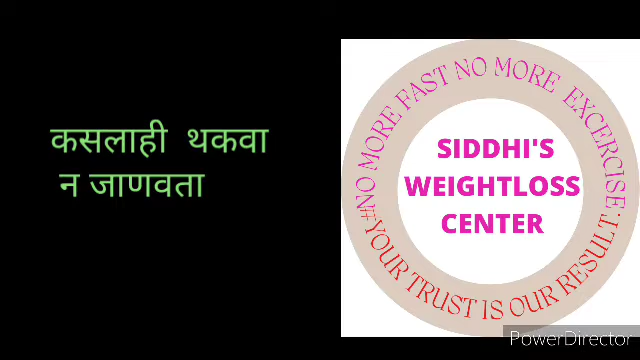 कसलाही थकवा
न जाणवता
#NO MORE FAST NO MORE EXCERCISE.
SIDDHI'S
WEIGHTLOSS
CENTER
#YOUR TRUST IS OUR RESULT.
PowerDirector